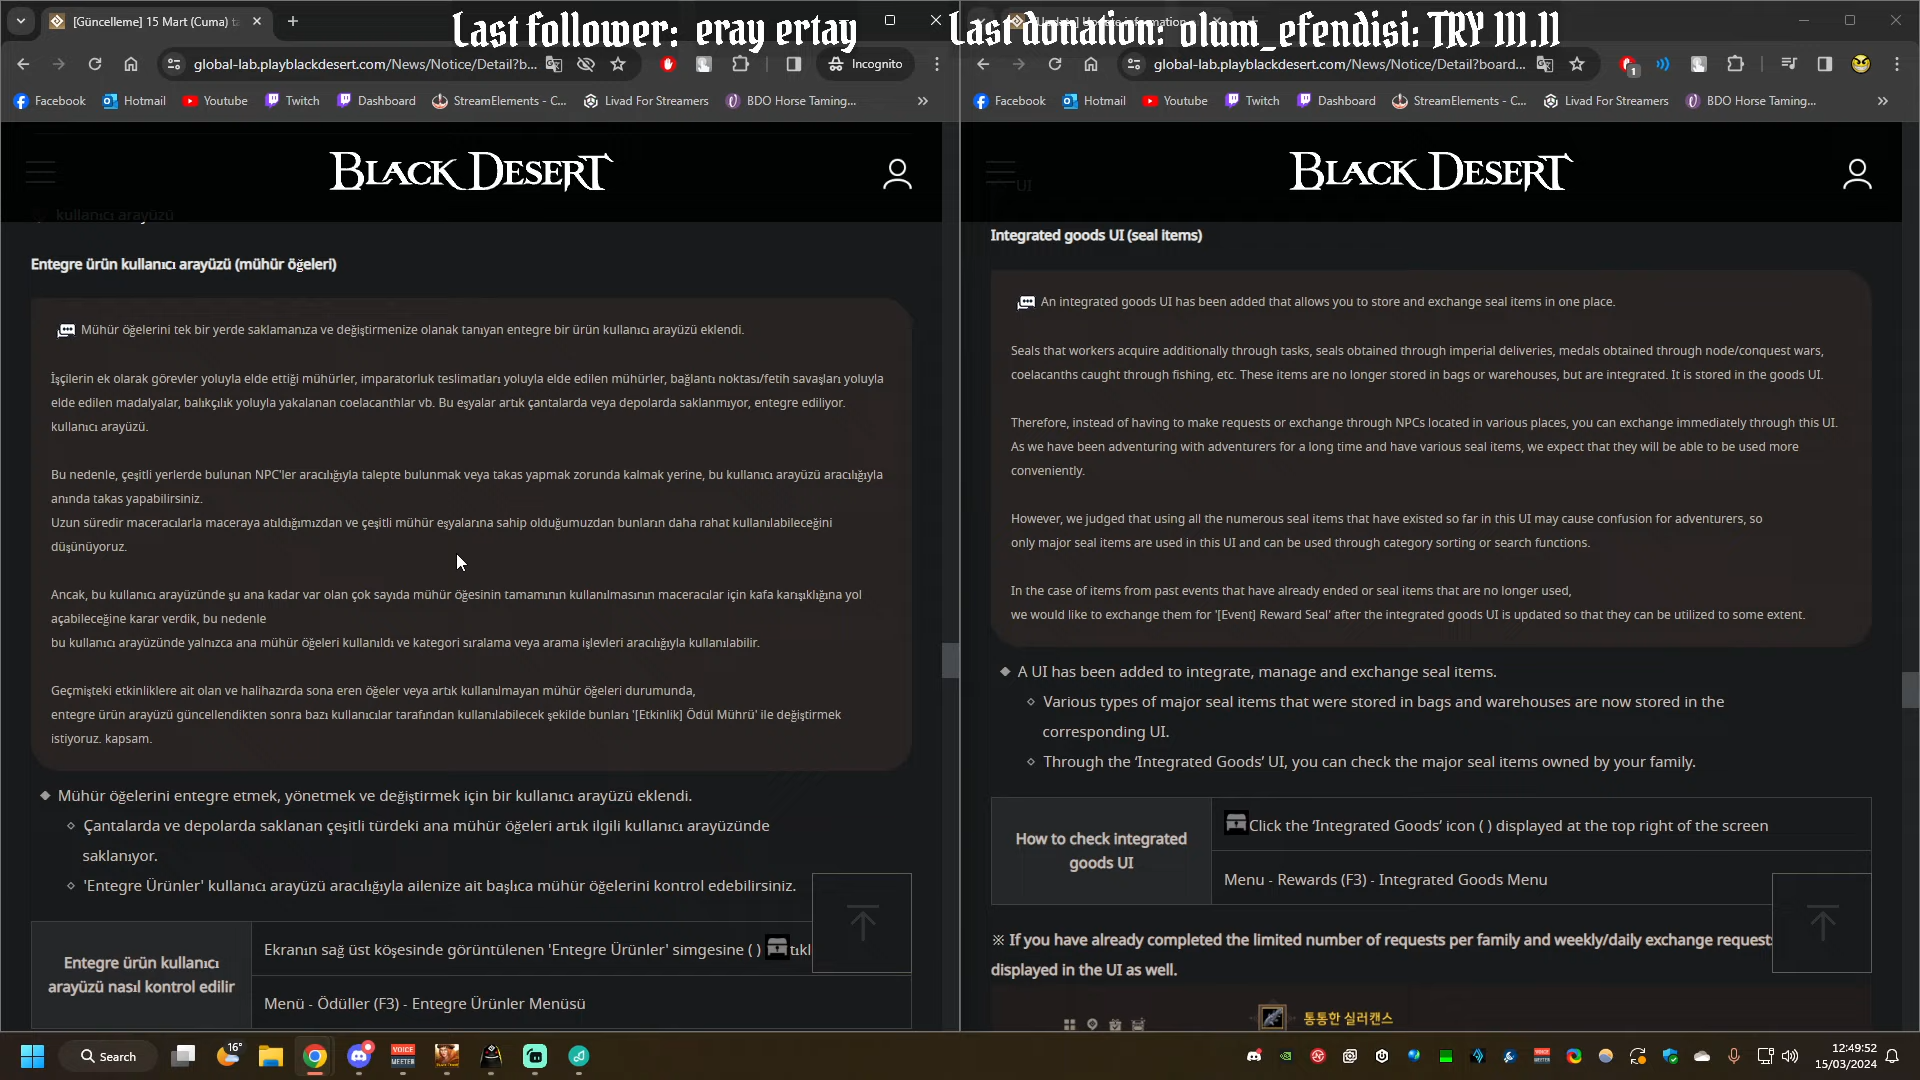 [Güncelleme] 15 Mart (Cuma) ta
Last follower: eray ertay
Last donation: olum_efendisi: TRY 111.11
global-lab.playblackdesert.com/News/Notice/Detail?b...
Incognito
global-lab.playblackdesert.com/News/Notice/Detail?board...
1
Facebook
Hotmail
Youtube
Twitch
Dashboard
StreamElements - C...
Livad For Streamers
BDO Horse Taming...
Facebook
Hotmail
Youtube
Twitch
Dashboard
StreamElements - C...
Livad For Streamers
BDO Horse Taming...
BLACK DESERT
kullanıcı arayüzü
Entegre ürün kullanıcı arayüzü (mühür öğeleri)
Mühür öğelerini tek bir yerde saklamanıza ve değiştirmenize olanak tanıyan entegre bir ürün kullanıcı arayüzü eklendi.
İşçilerin ek olarak görevler yoluyla elde ettiği mühürler, imparatorluk teslimatları yoluyla elde edilen mühürler, bağlantı noktası/fetih savaşları yoluyla
elde edilen madalyalar, balıkçılık yoluyla yakalanan coelacanthlar vb. Bu eşyalar artık çantalarda veya depolarda saklanmıyor, entegre ediliyor.
kullanıcı arayüzü.
Bu nedenle, çeşitli yerlerde bulunan NPC'ler aracılığıyla talepte bulunmak veya takas yapmak zorunda kalmak yerine, bu kullanıcı arayüzü aracılığıyla
anında takas yapabilirsiniz.
Uzun süredir maceracılarla maceraya atıldığımızdan ve çeşitli mühür eşyalarına sahip olduğumuzdan bunların daha rahat kullanılabileceğini
düşünüyoruz.
Ancak, bu kullanıcı arayüzünde şu ana kadar var olan çok sayıda mühür öğesinin tamamının kullanılmasının maceracılar için kafa karışıklığına yol
açabileceğine karar verdik, bu nedenle
bu kullanıcı arayüzünde yalnızca ana mühür öğeleri kullanıldı ve kategori sıralama veya arama işlevleri aracılığıyla kullanılabilir.
Geçmişteki etkinliklere ait olan ve halihazırda sona eren öğeler veya artık kullanılmayan mühür öğeleri durumunda,
entegre ürün arayüzü güncellendikten sonra bazı kullanıcılar tarafından kullanılabilecek şekilde bunları '[Etkinlik] Ödül Mührü' ile değiştirmek
istiyoruz. kapsam.
Mühür öğelerini entegre etmek, yönetmek ve değiştirmek için bir kullanıcı arayüzü eklendi.
Çantalarda ve depolarda saklanan çeşitli türdeki ana mühür öğeleri artık ilgili kullanıcı arayüzünde
saklanıyor.
'Entegre Ürünler' kullanıcı arayüzü aracılığıyla ailenize ait başlıca mühür öğelerini kontrol edebilirsiniz.
Entegre ürün kullanıcı
arayüzü nasıl kontrol edilir
Ekranın sağ üst köşesinde görüntülenen 'Entegre Ürünler' simgesine ( ) tıkl
Menü - Ödüller (F3) - Entegre Ürünler Menüsü
BLACK DESERT
UI
Integrated goods UI (seal items)
An integrated goods UI has been added that allows you to store and exchange seal items in one place.
Seals that workers acquire additionally through tasks, seals obtained through imperial deliveries, medals obtained through node/conquest wars,
coelacanths caught through fishing, etc. These items are no longer stored in bags or warehouses, but are integrated. It is stored in the goods UI.
Therefore, instead of having to make requests or exchange through NPCs located in various places, you can exchange immediately through this UI.
As we have been adventuring with adventurers for a long time and have various seal items, we expect that they will be able to be used more
conveniently.
However, we judged that using all the numerous seal items that have existed so far in this UI may cause confusion for adventurers, so
only major seal items are used in this UI and can be used through category sorting or search functions.
In the case of items from past events that have already ended or seal items that are no longer used,
we would like to exchange them for '[Event] Reward Seal' after the integrated goods UI is updated so that they can be utilized to some extent.
A UI has been added to integrate, manage and exchange seal items.
Various types of major seal items that were stored in bags and warehouses are now stored in the
corresponding UI.
Through the ‘Integrated Goods’ UI, you can check the major seal items owned by your family.
How to check integrated
goods UI
Click the ‘Integrated Goods’ icon ( ) displayed at the top right of the screen
Menu - Rewards (F3) - Integrated Goods Menu
※ If you have already completed the limited number of requests per family and weekly/daily exchange requests
displayed in the UI as well.
통통한 실러캔스
Search
16°
VOICE
MEETER
12:49:52
15/03/2024